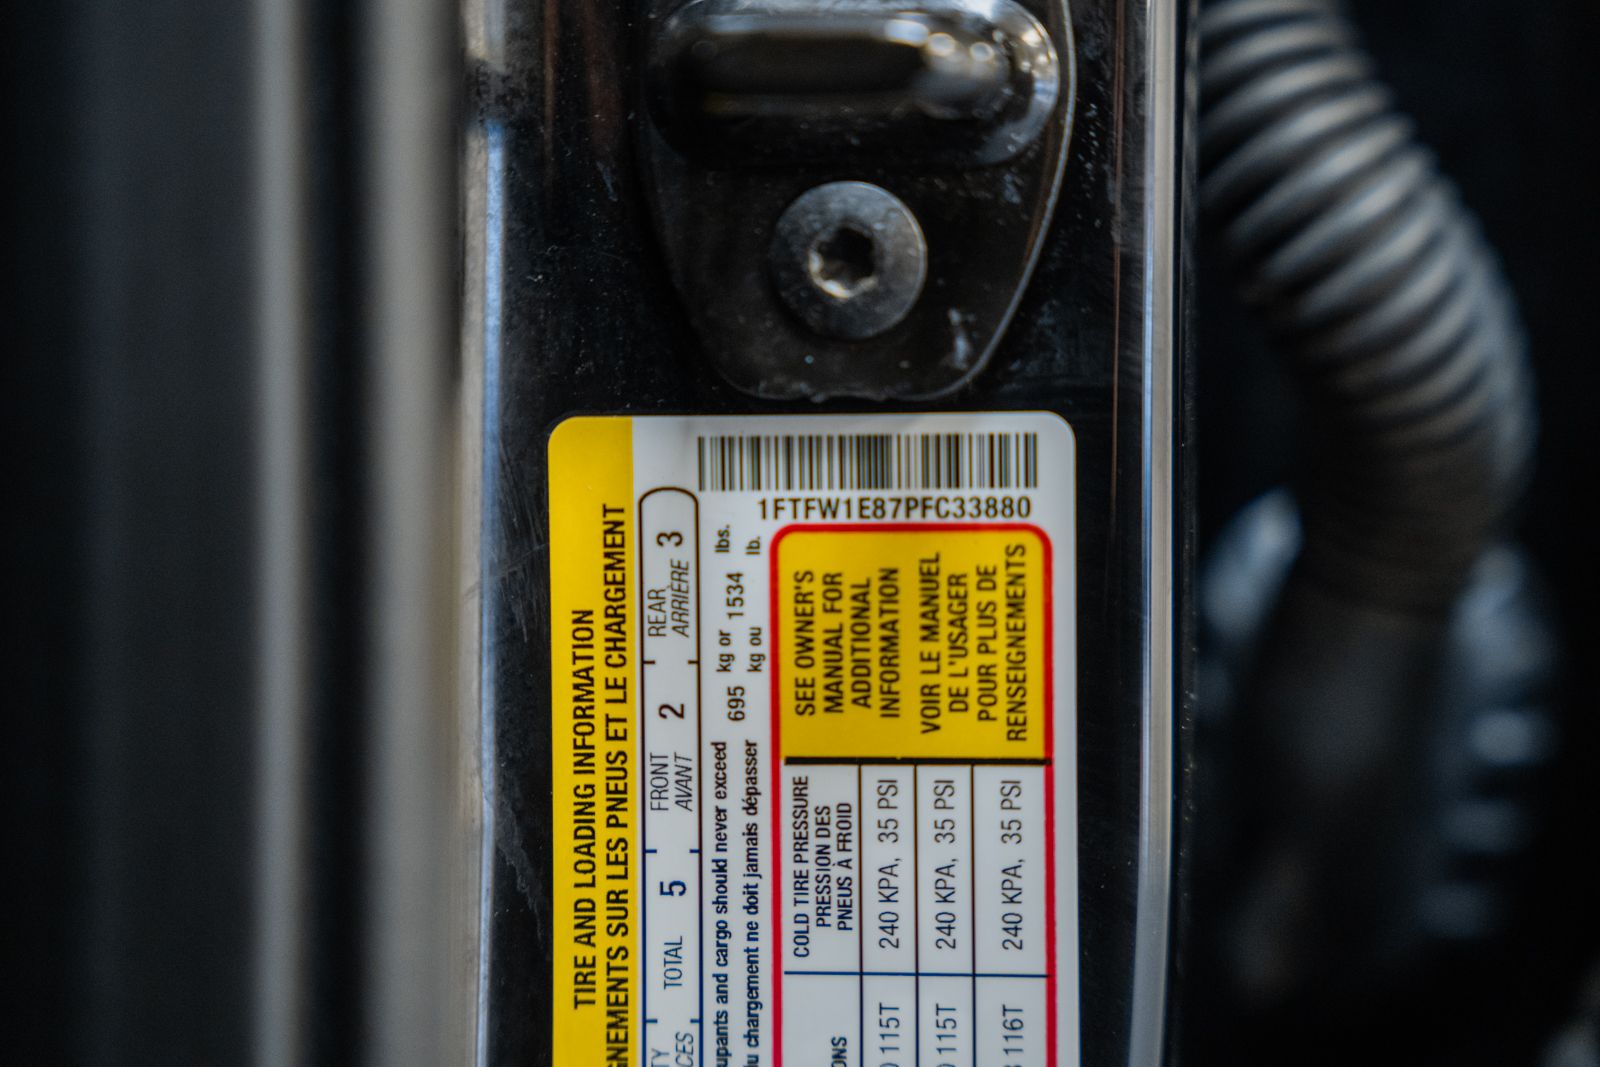 1FTFW1E87PFC33880
TIRE AND LOADING INFORMATION
GNEMENTS SUR LES PNEUS ET LE CHARGEMENT
TY TOTAL 5 FRONT 2 REAR 3
CES AVANT ARRIÈRE
upants and cargo should never exceed 695 kg or 1534 lbs.
du chargement ne doit jamais dépasser kg ou lb.
SEE OWNER'S
MANUAL FOR
ADDITIONAL
INFORMATION
VOIR LE MANUEL
DE L'USAGER
POUR PLUS DE
RENSEIGNEMENTS
COLD TIRE PRESSURE
PRESSION DES
PNEUS À FROID
ONS
115T 240 KPA, 35 PSI
115T 240 KPA, 35 PSI
116T 240 KPA, 35 PSI